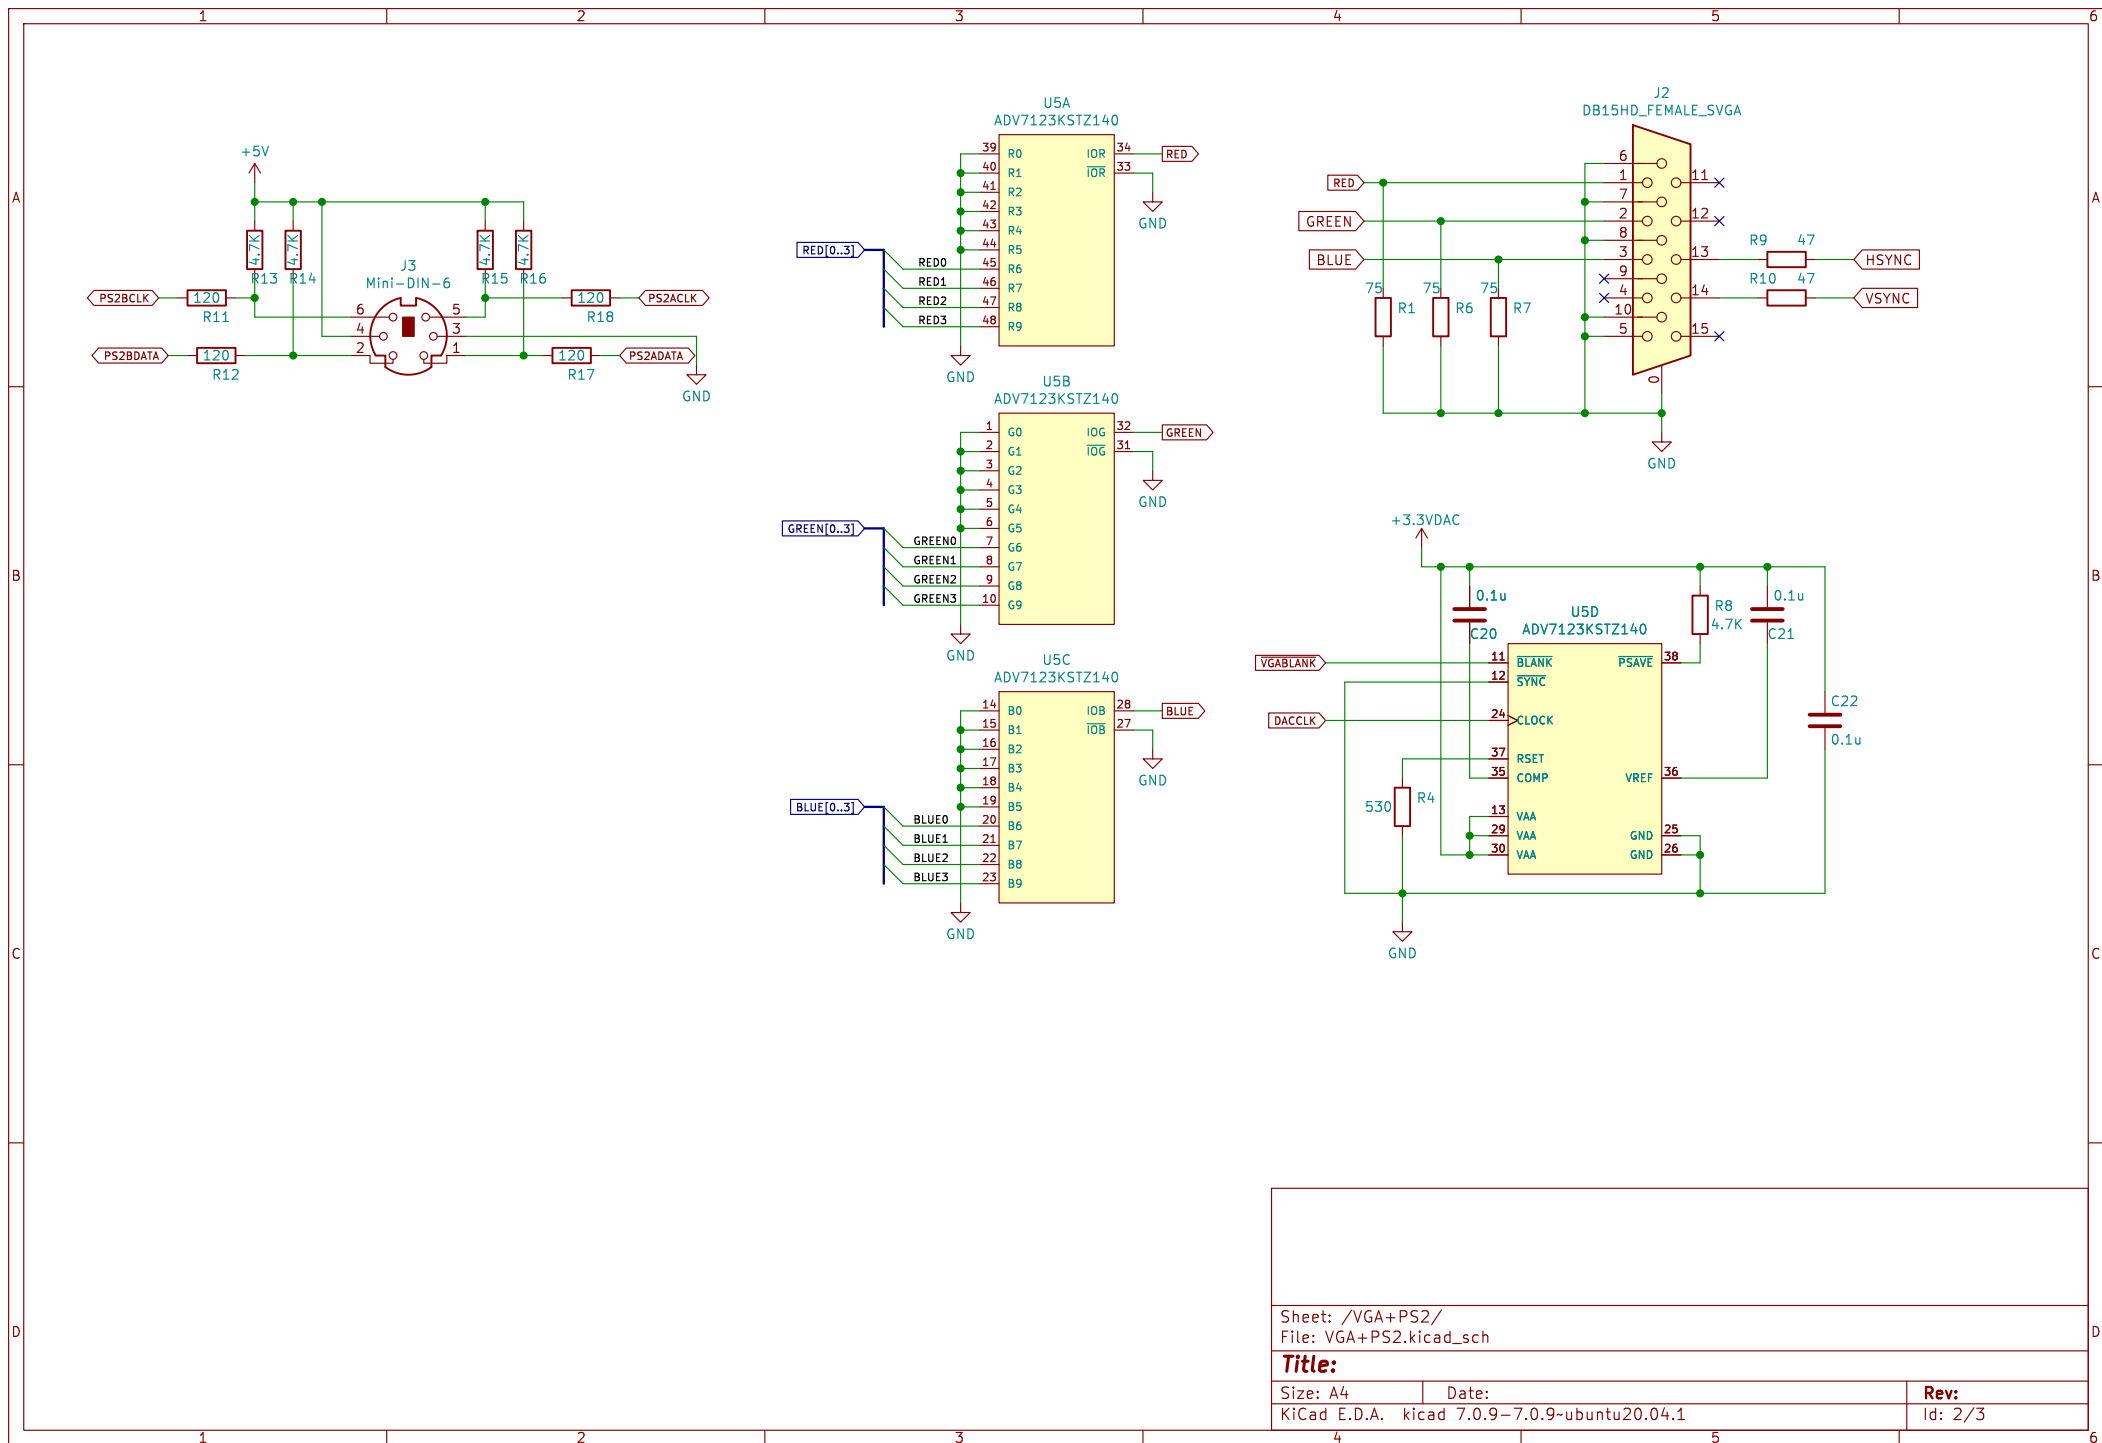 1 2 3 4 5 6
A
B
C
D
+5V
4.7K
R13
4.7K
R14
4.7K
R15
4.7K
R16
J3
Mini-DIN-6
PS2BCLK
120
R11
PS2BDATA
120
R12
6
4
2
5
3
1
120
R18
PS2ACLK
120
R17
PS2ADATA
GND
U5A
ADV7123KSTZ140
39 R0 IOR 34 RED
40 R1 IOR 33
41 R2
42 R3
43 R4
44 R5
RED[0..3]
RED0 45 R6
RED1 46 R7
RED2 47 R8
RED3 48 R9
GND
GND
U5B
ADV7123KSTZ140
1 G0 IOG 32 GREEN
2 G1 IOG 31
3 G2
4 G3
5 G4
6 G5
GREEN[0..3]
GREEN0 7 G6
GREEN1 8 G7
GREEN2 9 G8
GREEN3 10 G9
GND
GND
U5C
ADV7123KSTZ140
14 B0 IOB 28 BLUE
15 B1 IOB 27
16 B2
17 B3
18 B4
19 B5
BLUE[0..3]
BLUE0 20 B6
BLUE1 21 B7
BLUE2 22 B8
BLUE3 23 B9
GND
GND
J2
DB15HD_FEMALE_SVGA
RED
GREEN
BLUE
6
1
7
2
8
3
9
4
10
5
11
12
13
14
15
0
R9 47
HSYNC
R10 47
VSYNC
75 R1
75 R6
75 R7
GND
+3.3VDAC
0.1u
C20
R8
4.7K
0.1u
C21
C22
0.1u
U5D
ADV7123KSTZ140
VGABLANK 11 BLANK PSAVE 38
12 SYNC
DACCLK 24 CLOCK
37 RSET
35 COMP VREF 36
530 R4
13 VAA
29 VAA GND 25
30 VAA GND 26
GND
Sheet: /VGA+PS2/
File: VGA+PS2.kicad_sch
Title:
Size: A4 Date: Rev:
KiCad E.D.A. kicad 7.0.9-7.0.9~ubuntu20.04.1 Id: 2/3
A
B
C
D
1 2 3 4 5 6